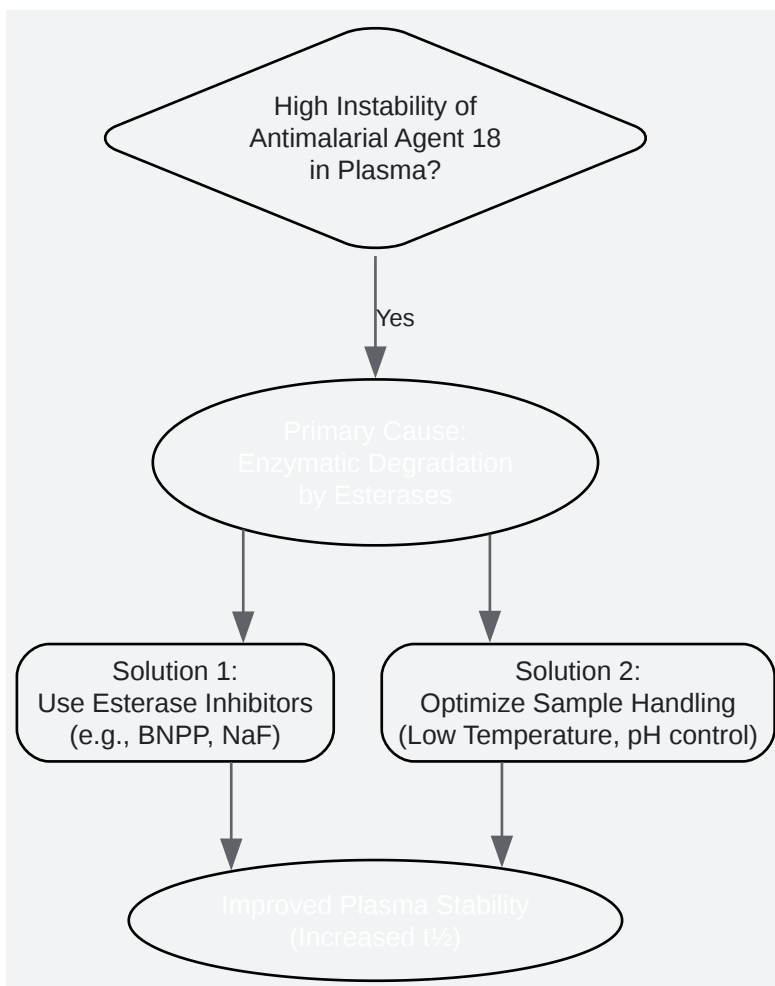 High Instability of
Antimalarial Agent 18
in Plasma?
Yes
Primary Cause:
Enzymatic Degradation
by Esterases
Solution 1:
Use Esterase Inhibitors
(e.g., BNPP, NaF)
Solution 2:
Optimize Sample Handling
(Low Temperature, pH control)
Improved Plasma Stability
(Increased t½)